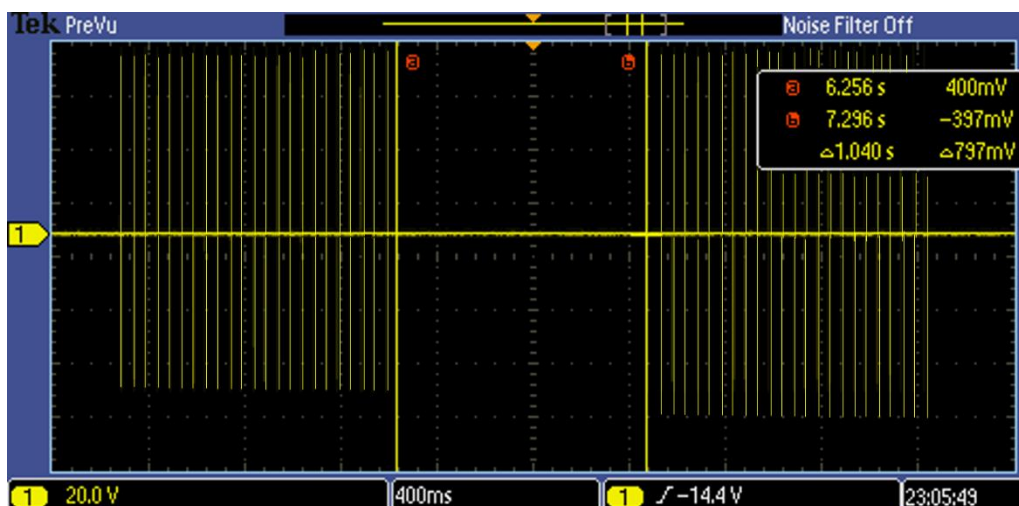 Tek PreVu Noise Filter Off
a b
a 6.256 s 400mV
b 7.296 s -397mV
△1.040 s △797mV
1
1 20.0 V 400ms 1 -14.4 V 23:05:49